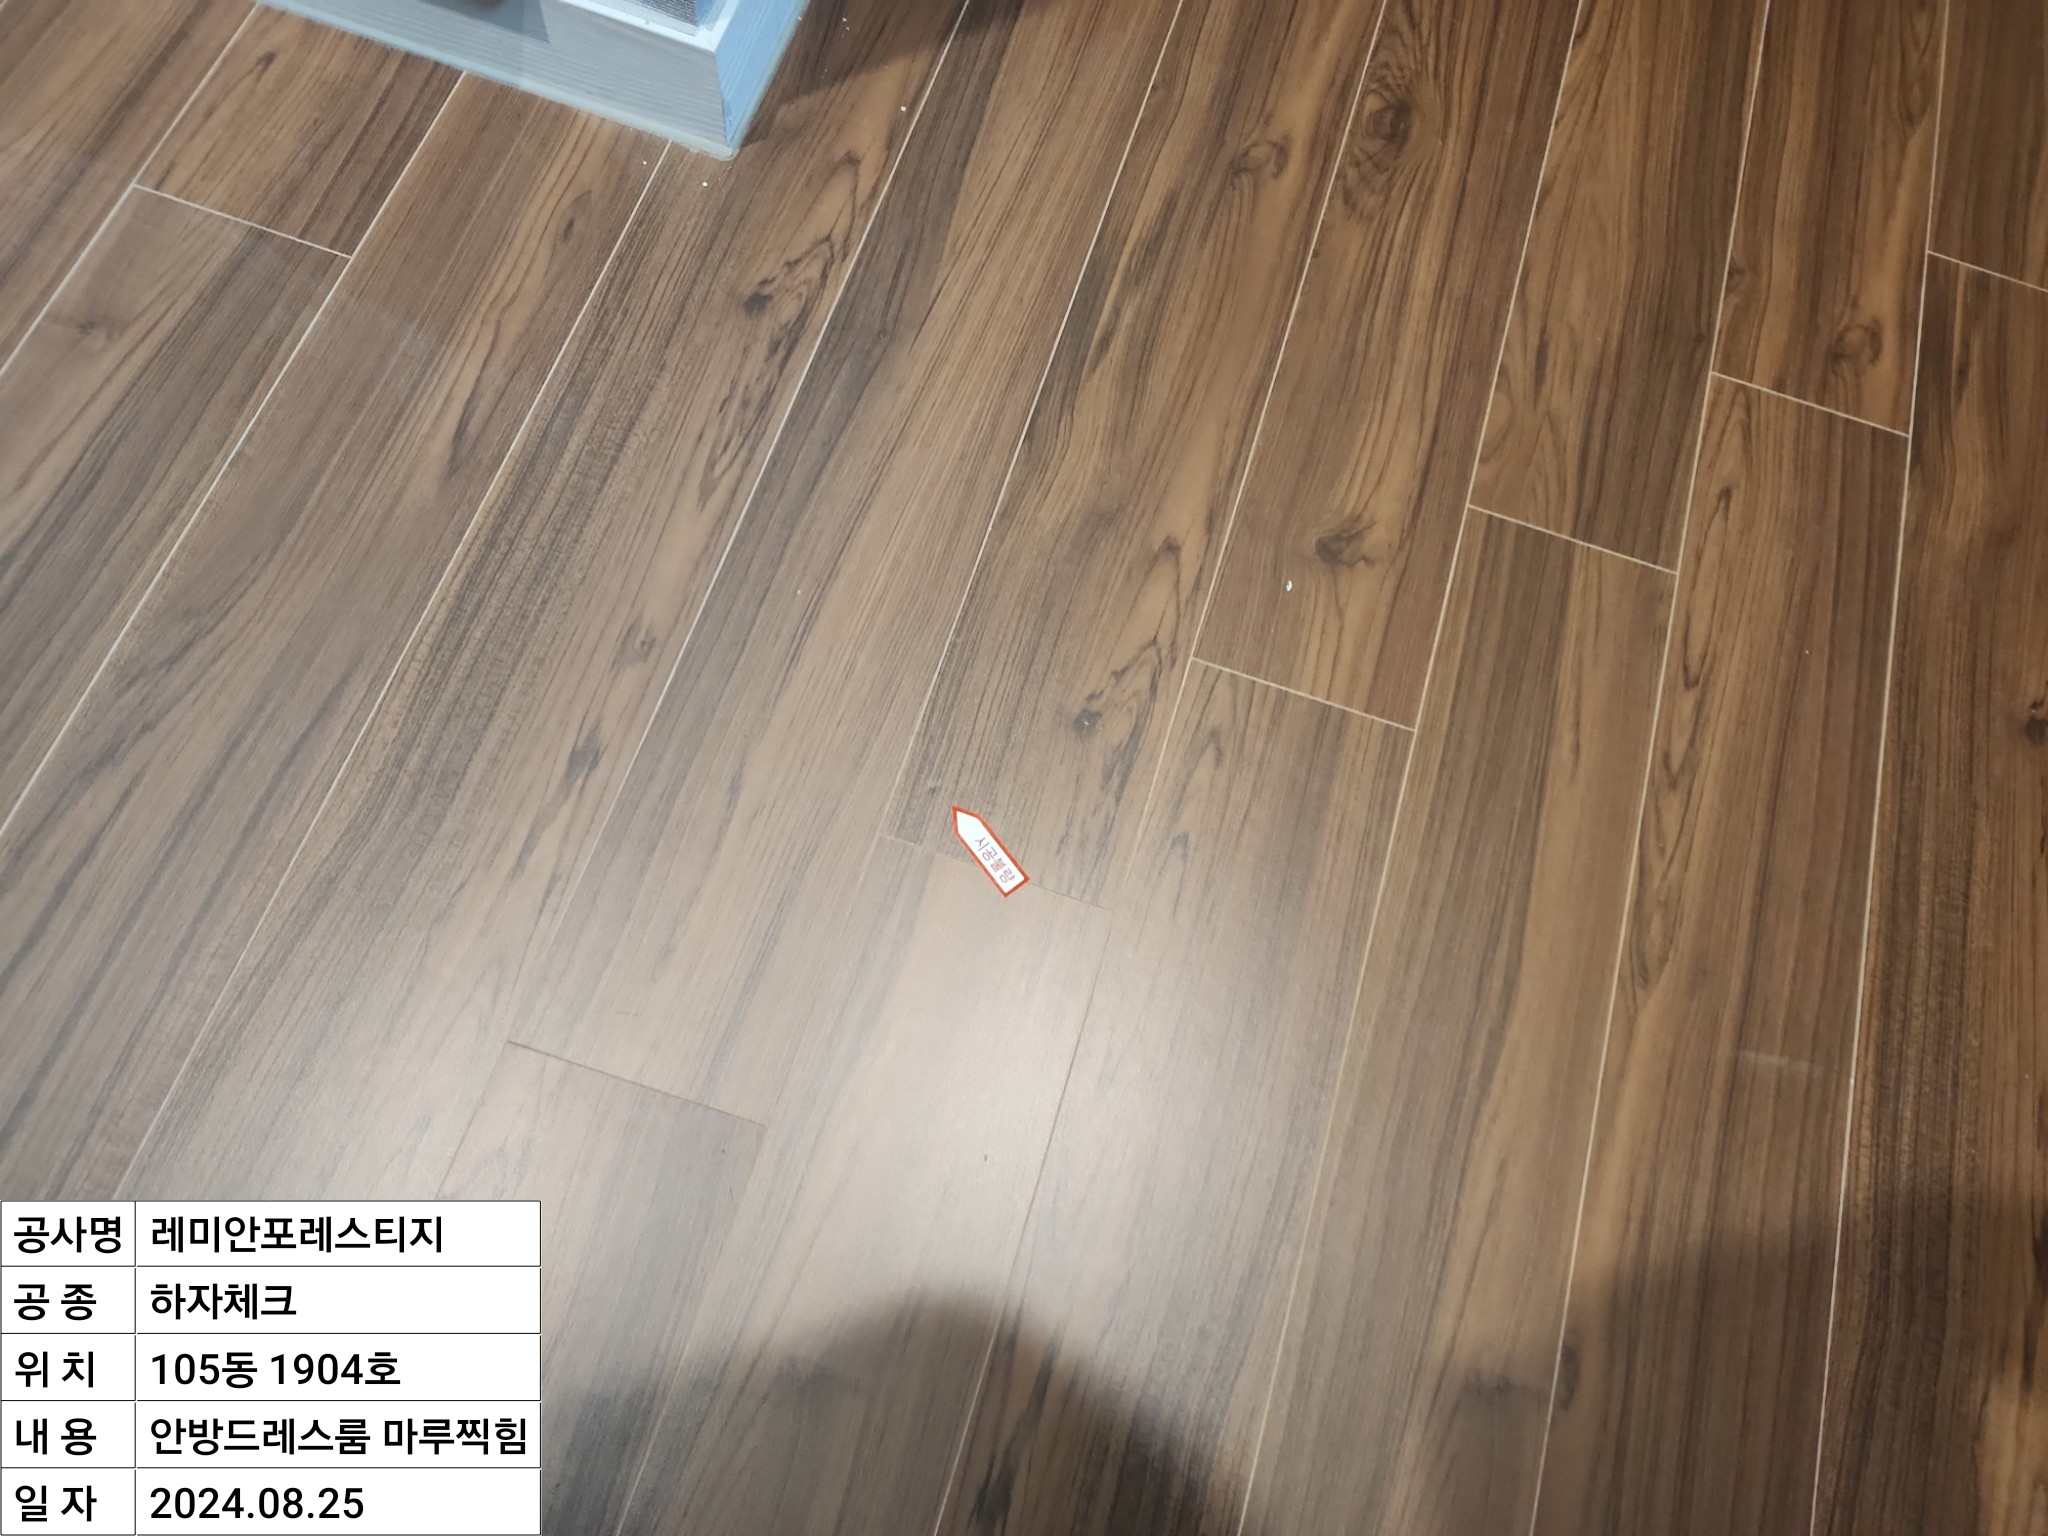 시공불량
공사명 레미안포레스티지
공 종 하자체크
위 치 105동 1904호
내 용 안방드레스룸 마루찍힘
일 자 2024.08.25